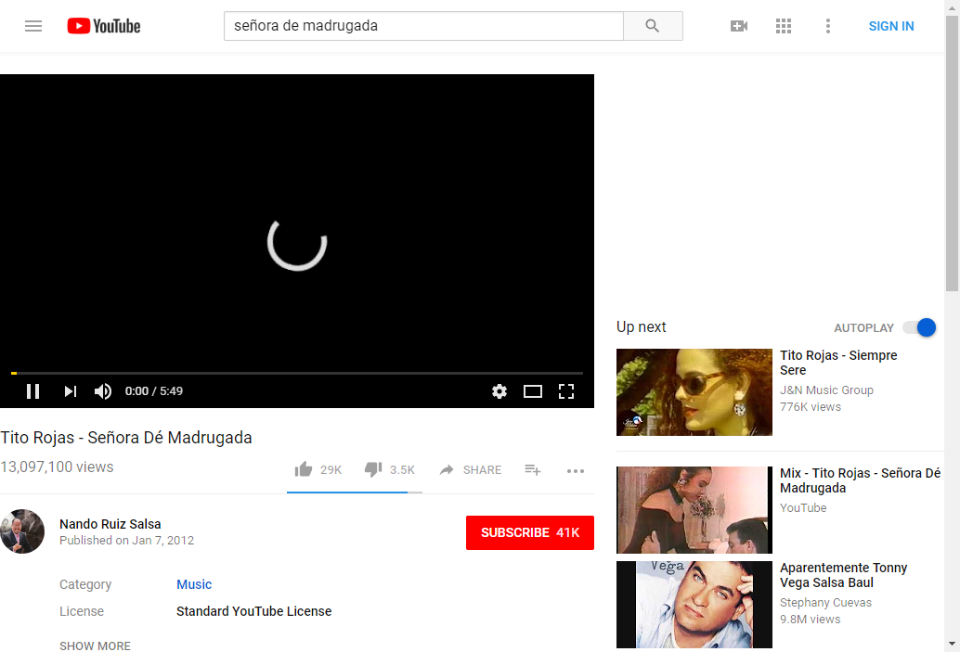 YouTube
señora de madrugada
SIGN IN
0:00 / 5:49
Tito Rojas - Señora Dé Madrugada
13,097,100 views
29K
3.5K
SHARE
Nando Ruiz Salsa
Published on Jan 7, 2012
SUBSCRIBE 41K
Category
Music
License
Standard YouTube License
SHOW MORE
Up next
AUTOPLAY
Tito Rojas - Siempre
Sere
J&N Music Group
776K views
Mix - Tito Rojas - Señora Dé
Madrugada
YouTube
Vega
Aparentemente Tonny
Vega Salsa Baul
Stephany Cuevas
9.8M views